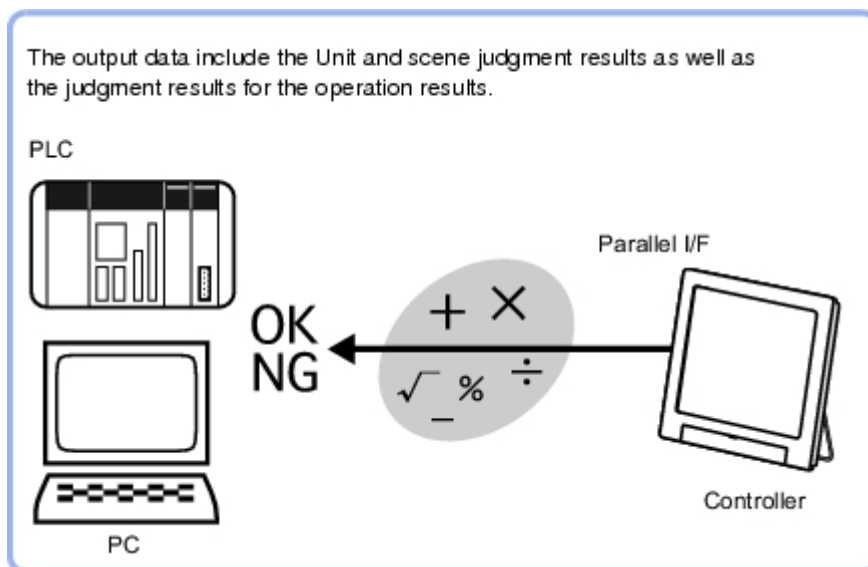 The output data include the Unit and scene judgment results as well as
the judgment results for the operation results.
PLC
Parallel I/F
+ ×
OK
NG
√ % ÷
−
Controller
PC